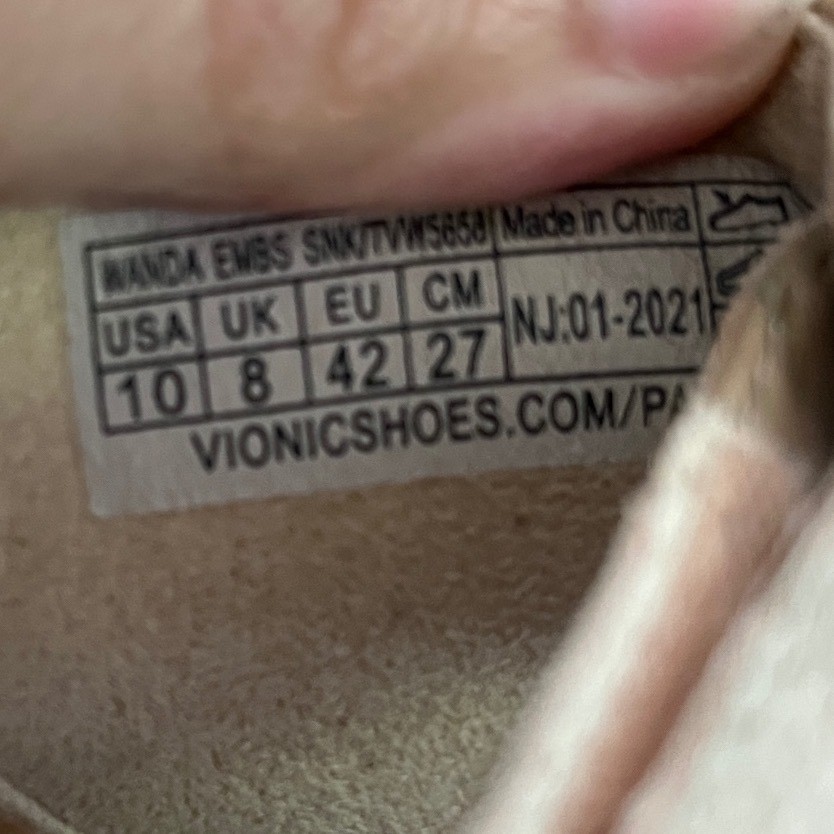 WANDA EMBS SNK/TVW5658 Made in China
USA UK EU CM NJ:01-2021
10 8 42 27
VIONICSHOES.COM/PA